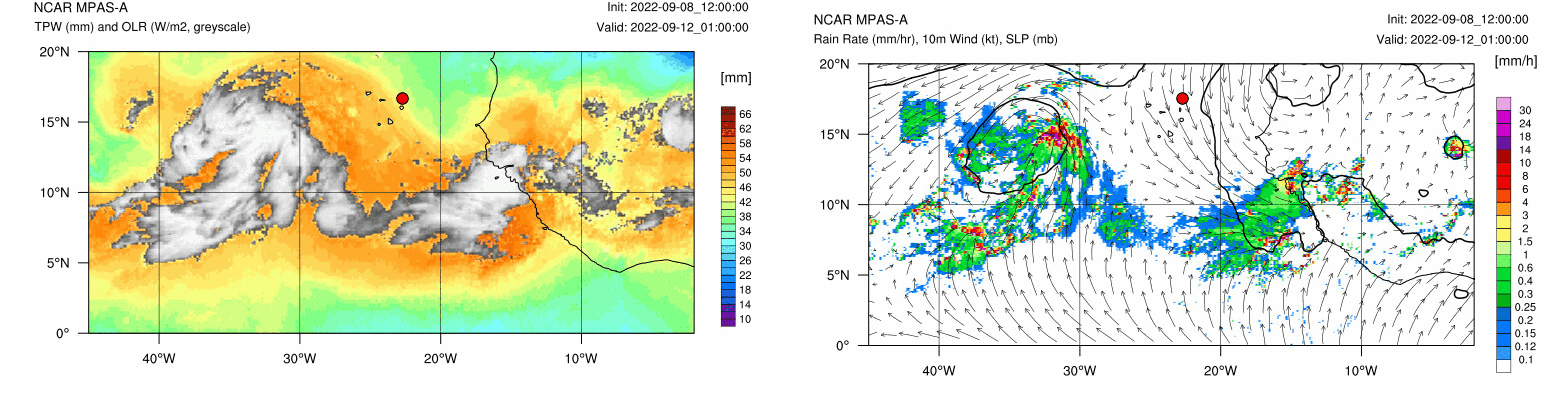 NCAR MPAS-A
Init: 2022-09-08_12:00:00
TPW (mm) and OLR (W/m2, greyscale)
Valid: 2022-09-12_01:00:00
20°N
15°N
10°N
5°N
0°
40°W
30°W
20°W
10°W
[mm]
66
62
58
54
50
46
42
38
34
30
26
22
18
14
10
NCAR MPAS-A
Init: 2022-09-08_12:00:00
Rain Rate (mm/hr), 10m Wind (kt), SLP (mb)
Valid: 2022-09-12_01:00:00
20°N
15°N
10°N
5°N
0°
40°W
30°W
20°W
10°W
[mm/h]
30
24
18
14
10
8
6
4
3
2
1.5
1
0.6
0.4
0.3
0.25
0.2
0.15
0.12
0.1